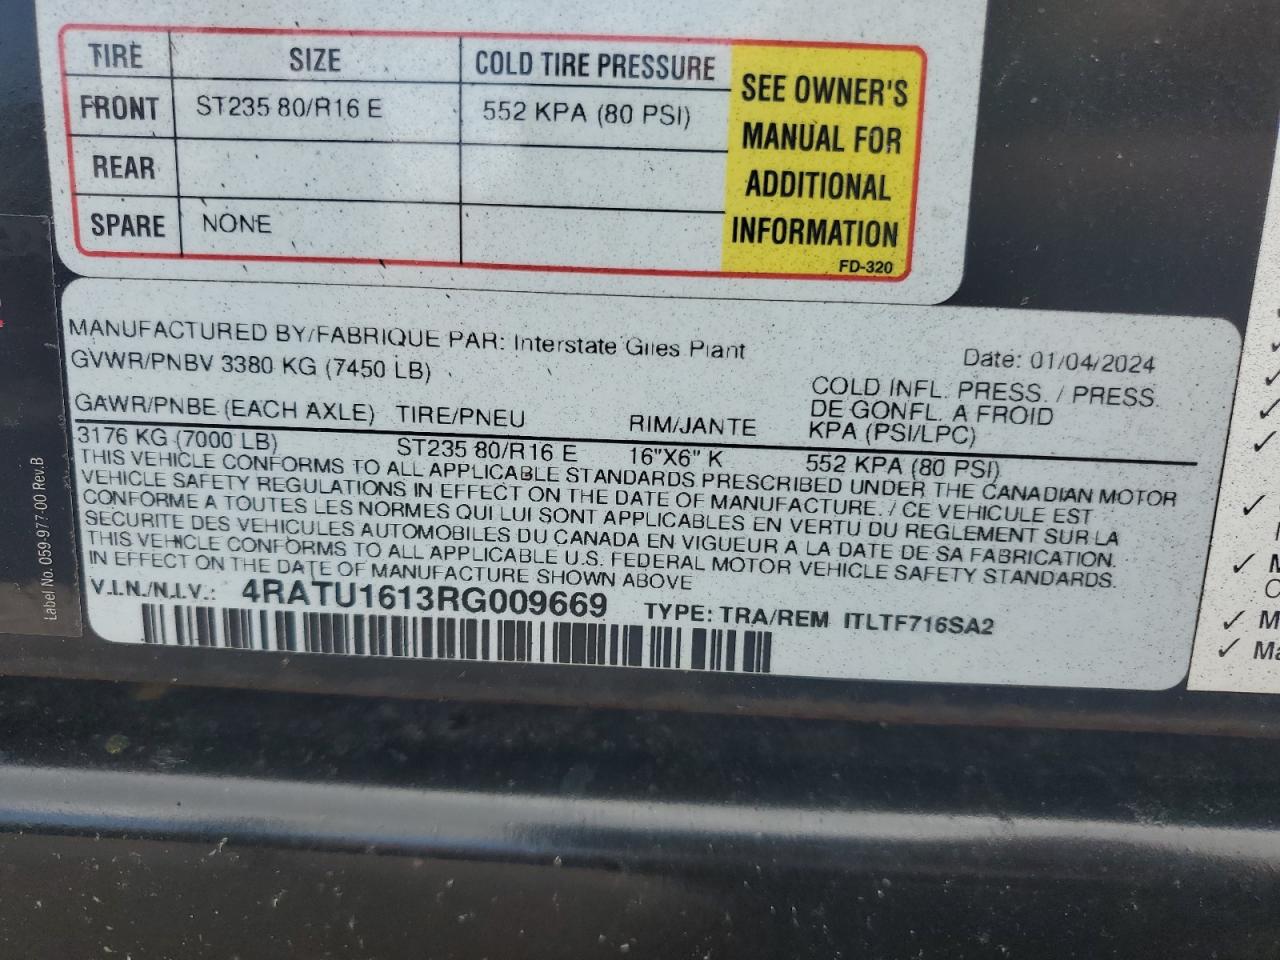 TIRE SIZE COLD TIRE PRESSURE
FRONT ST235 80/R16 E 552 KPA (80 PSI)
REAR
SPARE NONE
SEE OWNER'S
MANUAL FOR
ADDITIONAL
INFORMATION
FD-320
MANUFACTURED BY/FABRIQUE PAR: Interstate Giles Plant
Date: 01/04/2024
GVWR/PNBV 3380 KG (7450 LB)
GAWR/PNBE (EACH AXLE) TIRE/PNEU RIM/JANTE
COLD INFL. PRESS. / PRESS.
DE GONFL. A FROID
KPA (PSI/LPC)
3176 KG (7000 LB) ST235 80/R16 E 16"X6" K 552 KPA (80 PSI)
THIS VEHICLE CONFORMS TO ALL APPLICABLE STANDARDS PRESCRIBED UNDER THE CANADIAN MOTOR
VEHICLE SAFETY REGULATIONS IN EFFECT ON THE DATE OF MANUFACTURE. / CE VEHICULE EST
CONFORME A TOUTES LES NORMES QUI LUI SONT APPLICABLES EN VERTU DU REGLEMENT SUR LA
SECURITE DES VEHICULES AUTOMOBILES DU CANADA EN VIGUEUR A LA DATE DE SA FABRICATION.
THIS VEHICLE CONFORMS TO ALL APPLICABLE U.S. FEDERAL MOTOR VEHICLE SAFETY STANDARDS.
IN EFFECT ON THE DATE OF MANUFACTURE SHOWN ABOVE
V.I.N./N.I.V.: 4RATU1613RG009669 TYPE: TRA/REM ITLTF716SA2
Label No. 059-977-00 Rev.B